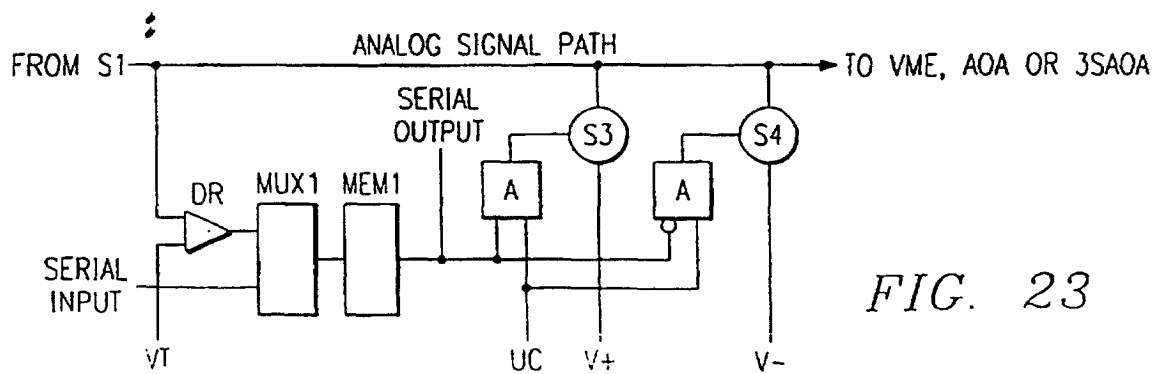 ANALOG SIGNAL PATH
FROM S1
TO VME, AOA OR 3SAOA
SERIAL
OUTPUT
S3
S4
DR
MUX1
MEM1
A
A
SERIAL
INPUT
VT
UC
V+
V-
FIG. 23